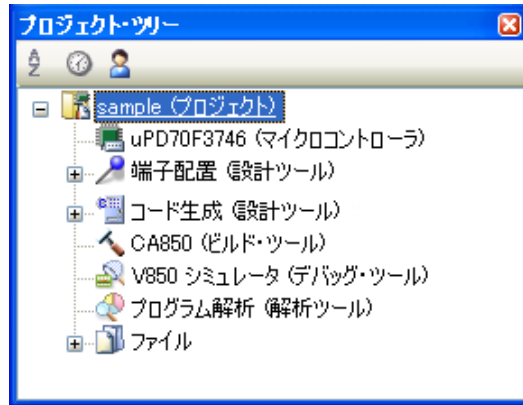 プロジェクト・ツリー
sample (プロジェクト)
uPD70F3746 (マイクロコントローラ)
端子配置 (設計ツール)
コード生成 (設計ツール)
CA850 (ビルド・ツール)
V850 シミュレータ (デバッグ・ツール)
プログラム解析 (解析ツール)
ファイル